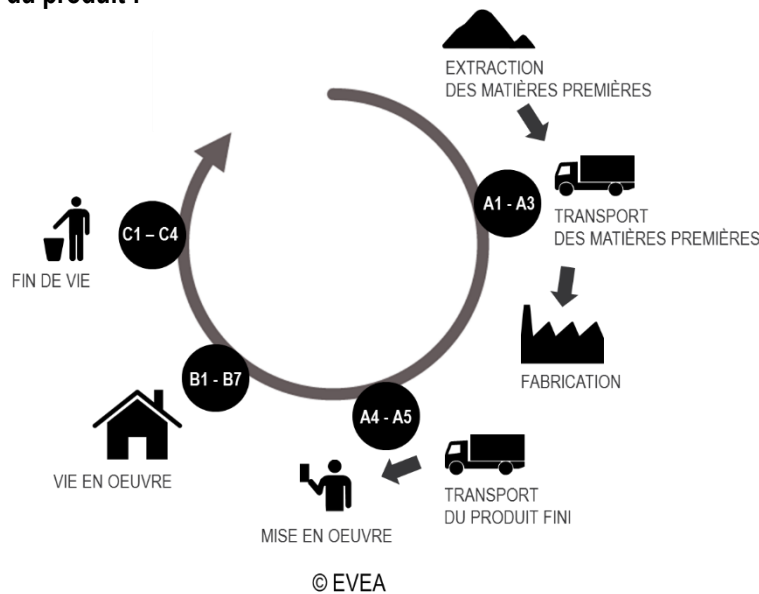 du produit :
EXTRACTION
DES MATIÈRES PREMIÈRES
A1 - A3
TRANSPORT
DES MATIÈRES PREMIÈRES
FABRICATION
A4 - A5
TRANSPORT
DU PRODUIT FINI
MISE EN OEUVRE
B1 - B7
VIE EN OEUVRE
C1 – C4
FIN DE VIE
© EVEA